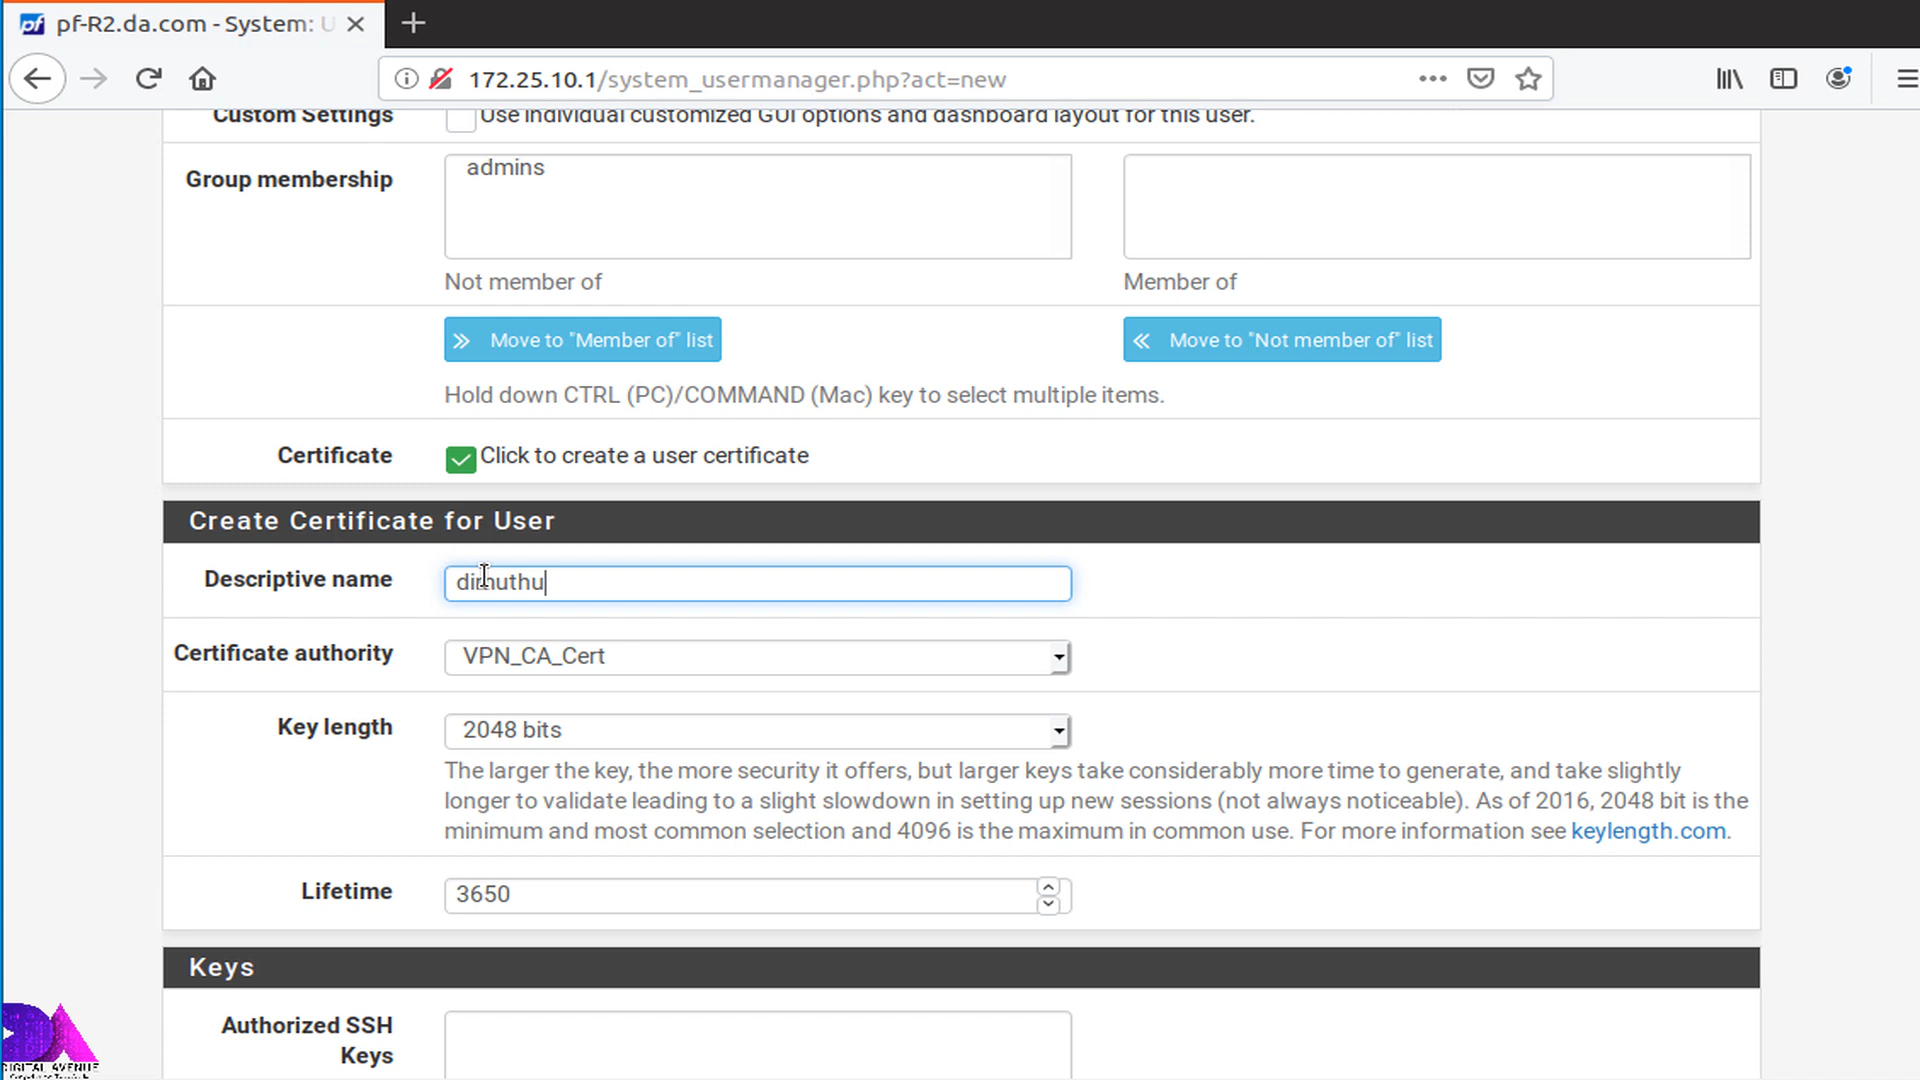 pf-R2.da.com - System: U
172.25.10.1/system_usermanager.php?act=new
Custom Settings
Use individual customized GUI options and dashboard layout for this user.
Group membership
admins
Not member of
Member of
Move to "Member of" list
Move to "Not member of" list
Hold down CTRL (PC)/COMMAND (Mac) key to select multiple items.
Certificate
Click to create a user certificate
Create Certificate for User
Descriptive name
dimuthu
Certificate authority
VPN_CA_Cert
Key length
2048 bits
The larger the key, the more security it offers, but larger keys take considerably more time to generate, and take slightly
longer to validate leading to a slight slowdown in setting up new sessions (not always noticeable). As of 2016, 2048 bit is the
minimum and most common selection and 4096 is the maximum in common use. For more information see keylength.com.
Lifetime
3650
Keys
Authorized SSH
Keys
DIGITAL AVENUE